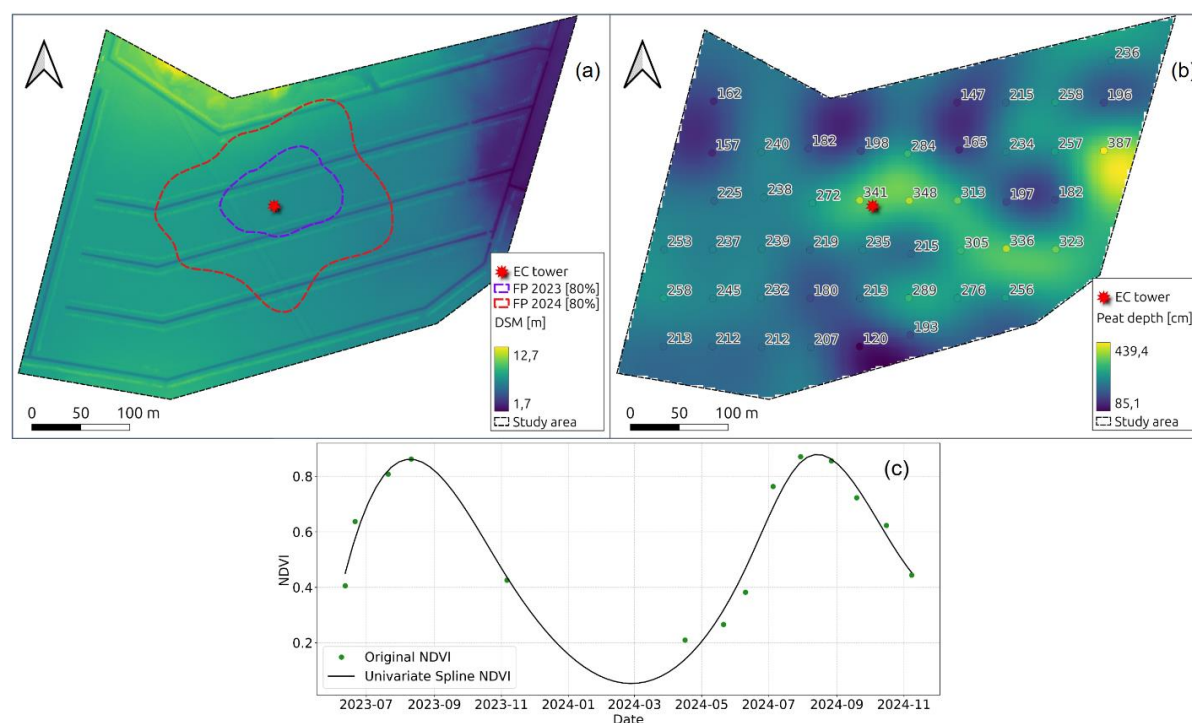 (a)
EC tower
FP 2023 [80%]
FP 2024 [80%]
DSM [m]
12,7
1,7
Study area
0 50 100 m
(b)
236
162 147 215 258 196
157 240 182 198 284 165 234 257 387
225 238 272 341 348 313 197 182
253 237 239 219 235 215 305 336 323
258 245 232 180 213 289 276 256
213 212 212 207 120 193
EC tower
Peat depth [cm]
439,4
85,1
Study area
0 50 100 m
(c)
NDVI
0.8
0.6
0.4
0.2
Original NDVI
Univariate Spline NDVI
2023-07 2023-09 2023-11 2024-01 2024-03 2024-05 2024-07 2024-09 2024-11
Date